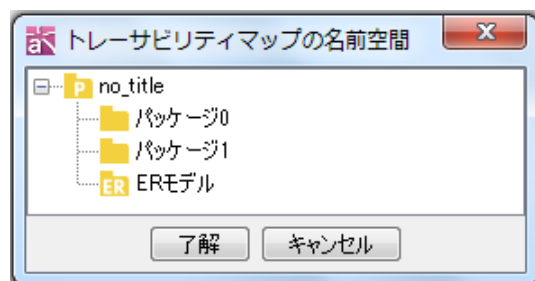 トレーサビリティマップの名前空間
no_title
パッケージ0
パッケージ1
ERモデル
了解 キャンセル